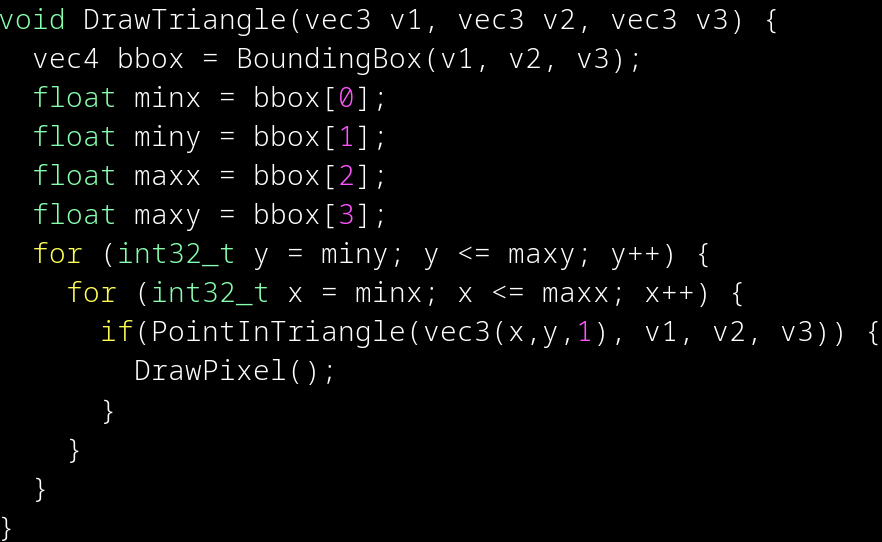 void DrawTriangle(vec3 v1, vec3 v2, vec3 v3) {
  vec4 bbox = BoundingBox(v1, v2, v3);
  float minx = bbox[0];
  float miny = bbox[1];
  float maxx = bbox[2];
  float maxy = bbox[3];
  for (int32_t y = miny; y <= maxy; y++) {
    for (int32_t x = minx; x <= maxx; x++) {
      if(PointInTriangle(vec3(x,y,1), v1, v2, v3)) {
        DrawPixel();
      }
    }
  }
}